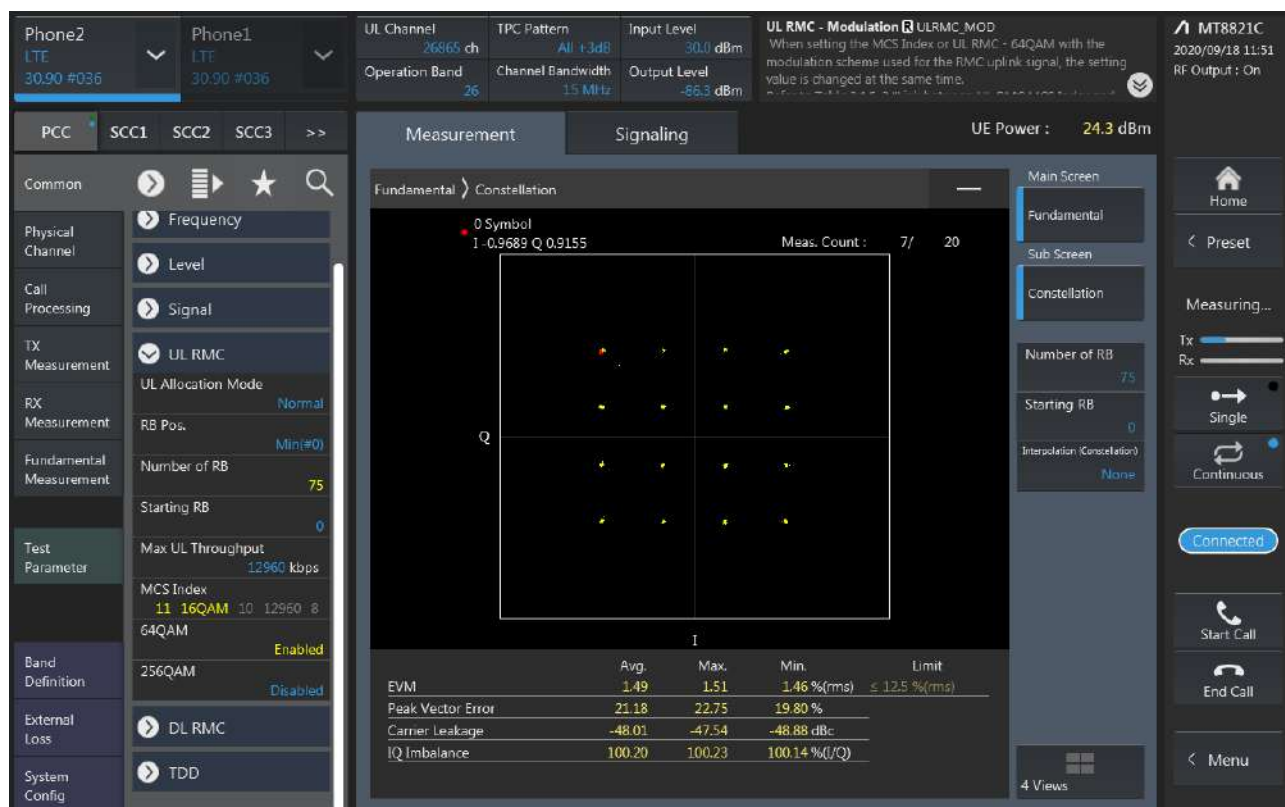 Phone2
LTE
30.90 #036
Phone1
LTE
30.90 #036
UL Channel
26865 ch
Operation Band
26
TPC Pattern
All +3dB
Channel Bandwidth
15 MHz
Input Level
30.0 dBm
Output Level
-86.3 dBm
UL RMC - Modulation R ULRMC_MOD
When setting the MCS Index or UL RMC - 64QAM with the
modulation scheme used for the RMC uplink signal, the setting
value is changed at the same time.
MT8821C
2020/09/18 11:51
RF Output : On
PCC SCC1 SCC2 SCC3 >>
Measurement
Signaling
UE Power : 24.3 dBm
Common
Physical
Channel
Call
Processing
TX
Measurement
RX
Measurement
Fundamental
Measurement
Test
Parameter
Band
Definition
External
Loss
System
Config
Frequency
Level
Signal
UL RMC
UL Allocation Mode
Normal
RB Pos.
Min(#0)
Number of RB
75
Starting RB
0
Max UL Throughput
12960 kbps
MCS Index
11 16QAM 10 12960 8
64QAM
Enabled
256QAM
Disabled
DL RMC
TDD
Fundamental ❭ Constellation
0 Symbol
I -0.9689 Q 0.9155
Meas. Count : 7/ 20
Q
I
Avg. Max. Min. Limit
EVM 1.49 1.51 1.46 %(rms) ≤ 12.5 %(rms)
Peak Vector Error 21.18 22.75 19.80 %
Carrier Leakage -48.01 -47.54 -48.88 dBc
IQ Imbalance 100.20 100.23 100.14 %(I/Q)
Main Screen
Fundamental
Sub Screen
Constellation
Number of RB
75
Starting RB
0
Interpolation (Constellation)
None
4 Views
Home
< Preset
Measuring...
Tx
Rx
Single
Continuous
Connected
Start Call
End Call
< Menu